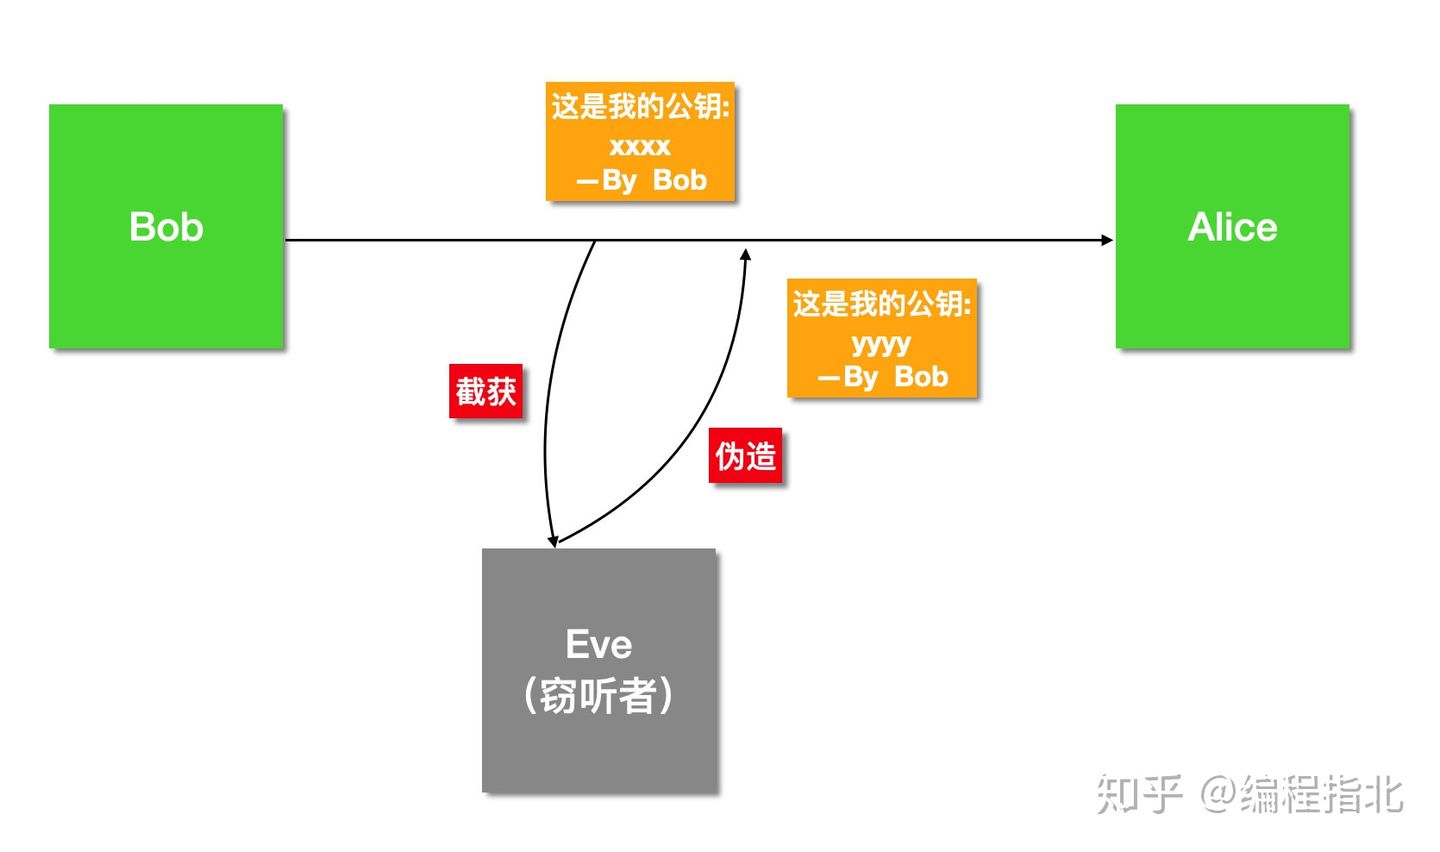 这是我的公钥:
xxxx
—By Bob
Bob
Alice
这是我的公钥:
yyyy
—By Bob
截获
伪造
Eve
（窃听者）
知乎 @编程指北